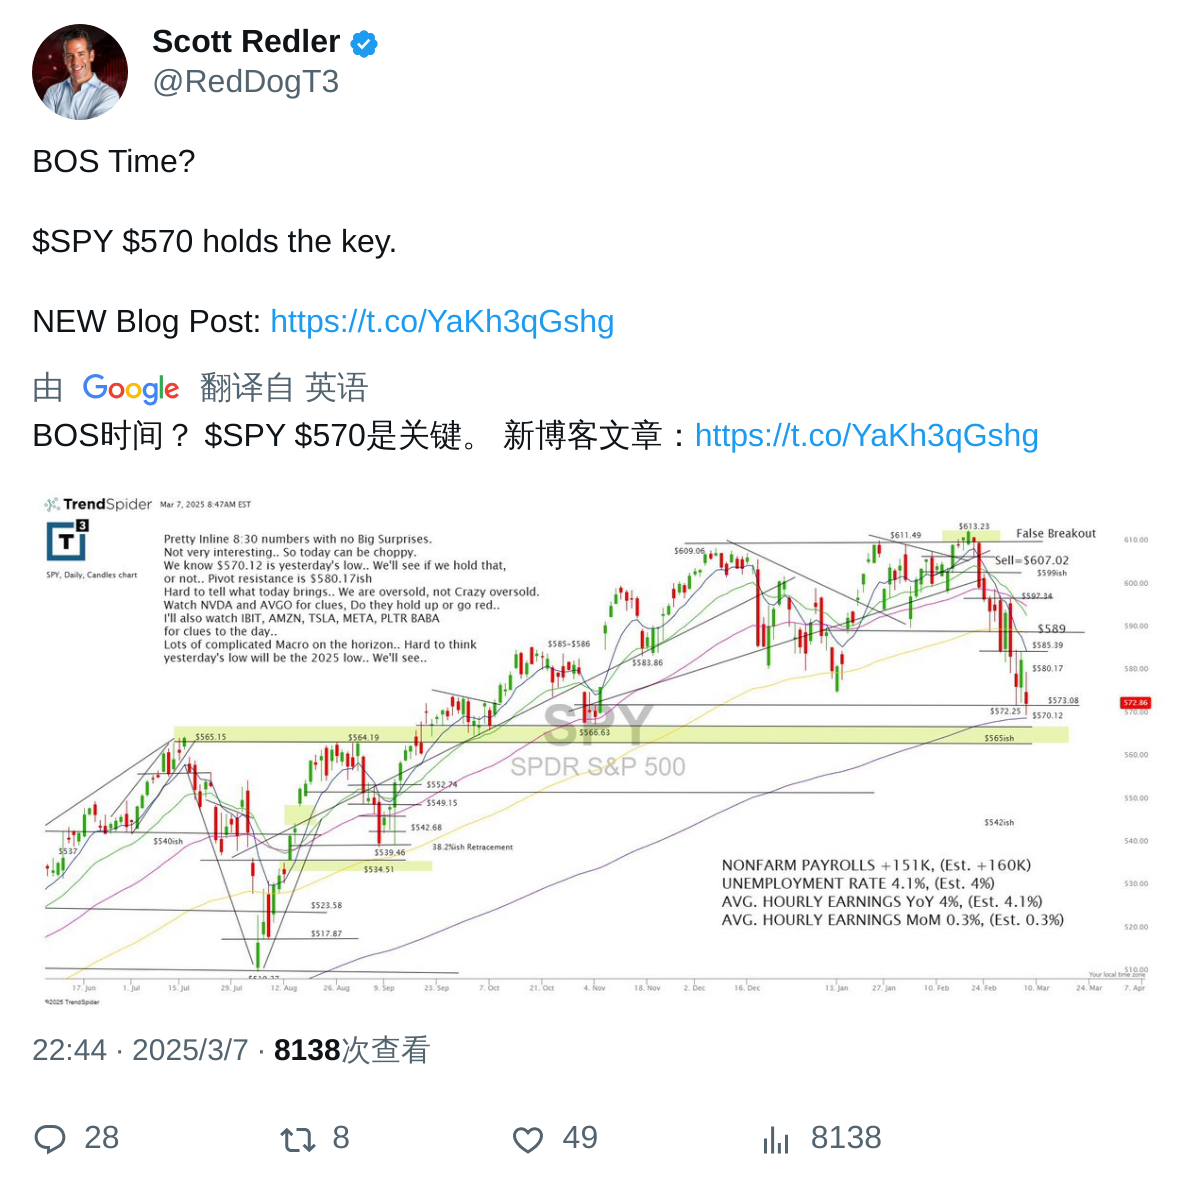 Scott Redler
@RedDogT3
BOS Time?
$SPY $570 holds the key.
NEW Blog Post: https://t.co/YaKh3qGshg
由 Google 翻译自 英语
BOS时间？ $SPY $570是关键。 新博客文章：https://t.co/YaKh3qGshg
TrendSpider Mar 7, 2025 8:47AM EST
T3
SPY, Daily, Candles chart
Pretty Inline 8:30 numbers with no Big Surprises.
Not very interesting.. So today can be choppy.
We know $570.12 is yesterday's low.. We'll see if we hold that,
or not.. Pivot resistance is $580.17ish
Hard to tell what today brings.. We are oversold, not Crazy oversold.
Watch NVDA and AVGO for clues, Do they hold up or go red..
I'll also watch IBIT, AMZN, TSLA, META, PLTR BABA
for clues to the day..
Lots of complicated Macro on the horizon.. Hard to think
yesterday's low will be the 2025 low.. We'll see..
$613.23
False Breakout
$611.49
$609.06
Sell=$607.02
$599ish
$597.34
$589
$585.39
$585-$586
$583.86
$580.17
$573.08
$572.25
$570.12
$566.63
$565ish
$565.15
$564.19
$552.74
$549.15
$542.68
$542ish
$540ish
$537
$539.46
38.2%ish Retracement
$534.51
$523.58
$517.87
SPY
SPDR S&P 500
NONFARM PAYROLLS +151K, (Est. +160K)
UNEMPLOYMENT RATE 4.1%, (Est. 4%)
AVG. HOURLY EARNINGS YoY 4%, (Est. 4.1%)
AVG. HOURLY EARNINGS MoM 0.3%, (Est. 0.3%)
610.00
600.00
590.00
580.00
572.86
570.00
560.00
550.00
540.00
530.00
520.00
510.00
Your local time zone
17. Jun 1. Jul 15. Jul 29. Jul 12. Aug 26. Aug 9. Sep 23. Sep 7. Oct 21. Oct 4. Nov 18. Nov 2. Dec 16. Dec 13. Jan 27. Jan 10. Feb 24. Feb 10. Mar 24. Mar 7. Apr
©2025 TrendSpider
22:44 · 2025/3/7 · 8138次查看
28 8 49 8138